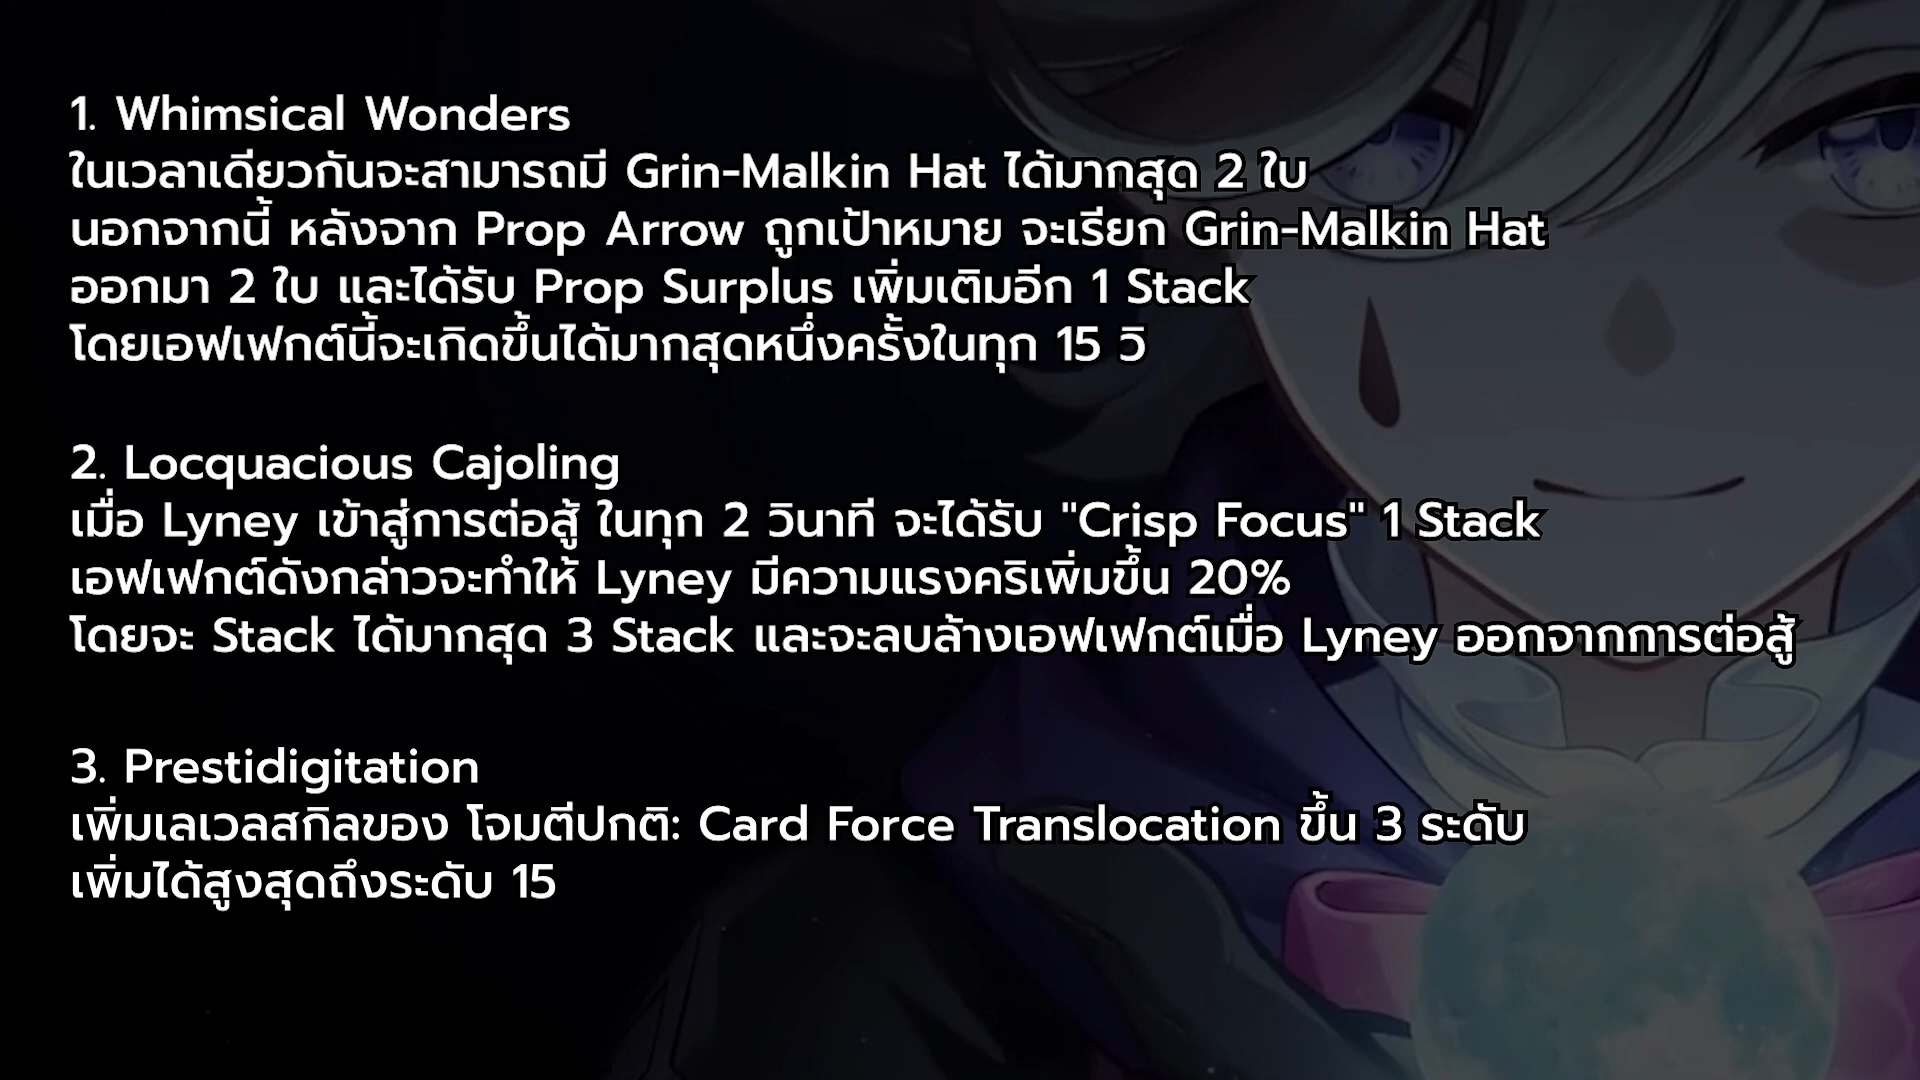 1. Whimsical Wonders
ในเวลาเดียวกันจะสามารถมี Grin-Malkin Hat ได้มากสุด 2 ใบ
นอกจากนี้ หลังจาก Prop Arrow ถูกเป้าหมาย จะเรียก Grin-Malkin Hat
ออกมา 2 ใบ และได้รับ Prop Surplus เพิ่มเติมอีก 1 Stack
โดยเอฟเฟกต์นี้จะเกิดขึ้นได้มากสุดหนึ่งครั้งในทุก 15 วิ
2. Locquacious Cajoling
เมื่อ Lyney เข้าสู่การต่อสู้ ในทุก 2 วินาที จะได้รับ "Crisp Focus" 1 Stack
เอฟเฟกต์ดังกล่าวจะทำให้ Lyney มีความแรงคริเพิ่มขึ้น 20%
โดยจะ Stack ได้มากสุด 3 Stack และจะลบล้างเอฟเฟกต์เมื่อ Lyney ออกจากการต่อสู้
3. Prestidigitation
เพิ่มเลเวลสกิลของ โจมตีปกติ: Card Force Translocation ขึ้น 3 ระดับ
เพิ่มได้สูงสุดถึงระดับ 15